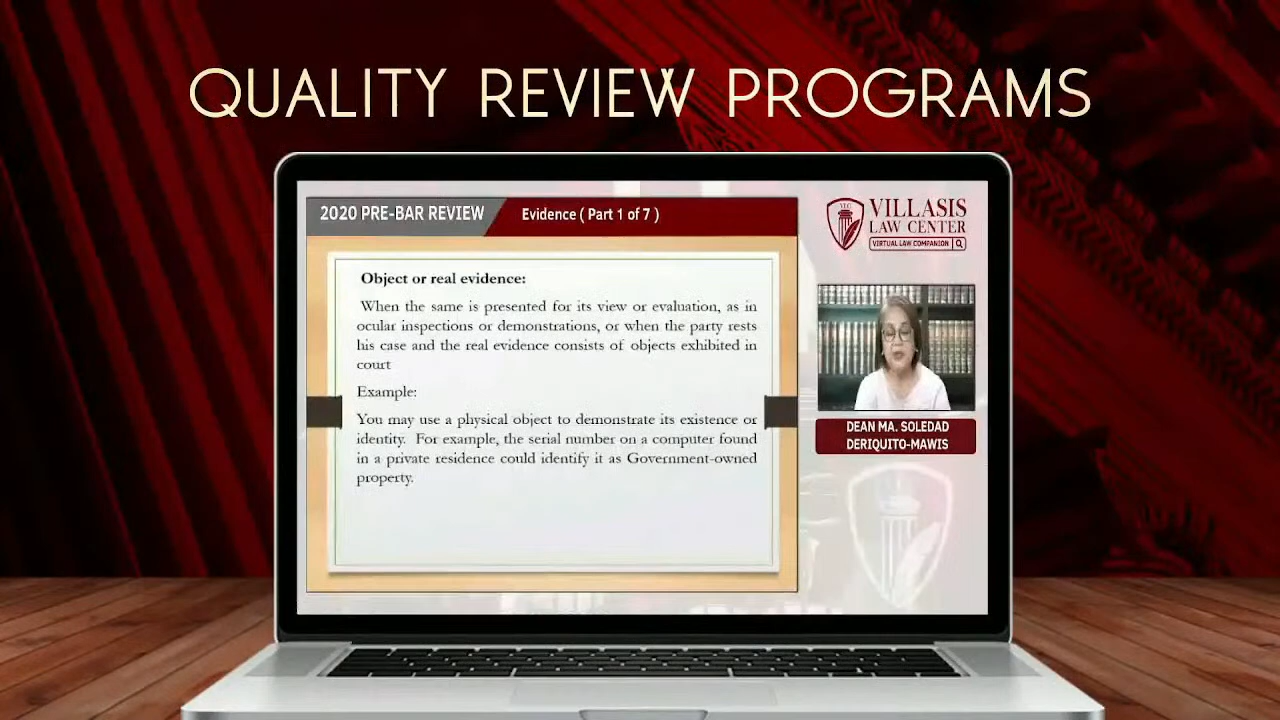 QUALITY REVIEW PROGRAMS
2020 PRE-BAR REVIEW
Evidence ( Part 1 of 7 )
Object or real evidence:
When the same is presented for its view or evaluation, as in
ocular inspections or demonstrations, or when the party rests
his case and the real evidence consists of objects exhibited in
court
Example:
You may use a physical object to demonstrate its existence or
identity. For example, the serial number on a computer found
in a private residence could identify it as Government-owned
property.
VLC
VILLASIS
LAW CENTER
VIRTUAL LAW COMPANION
DEAN MA. SOLEDAD
DERIQUITO-MAWIS